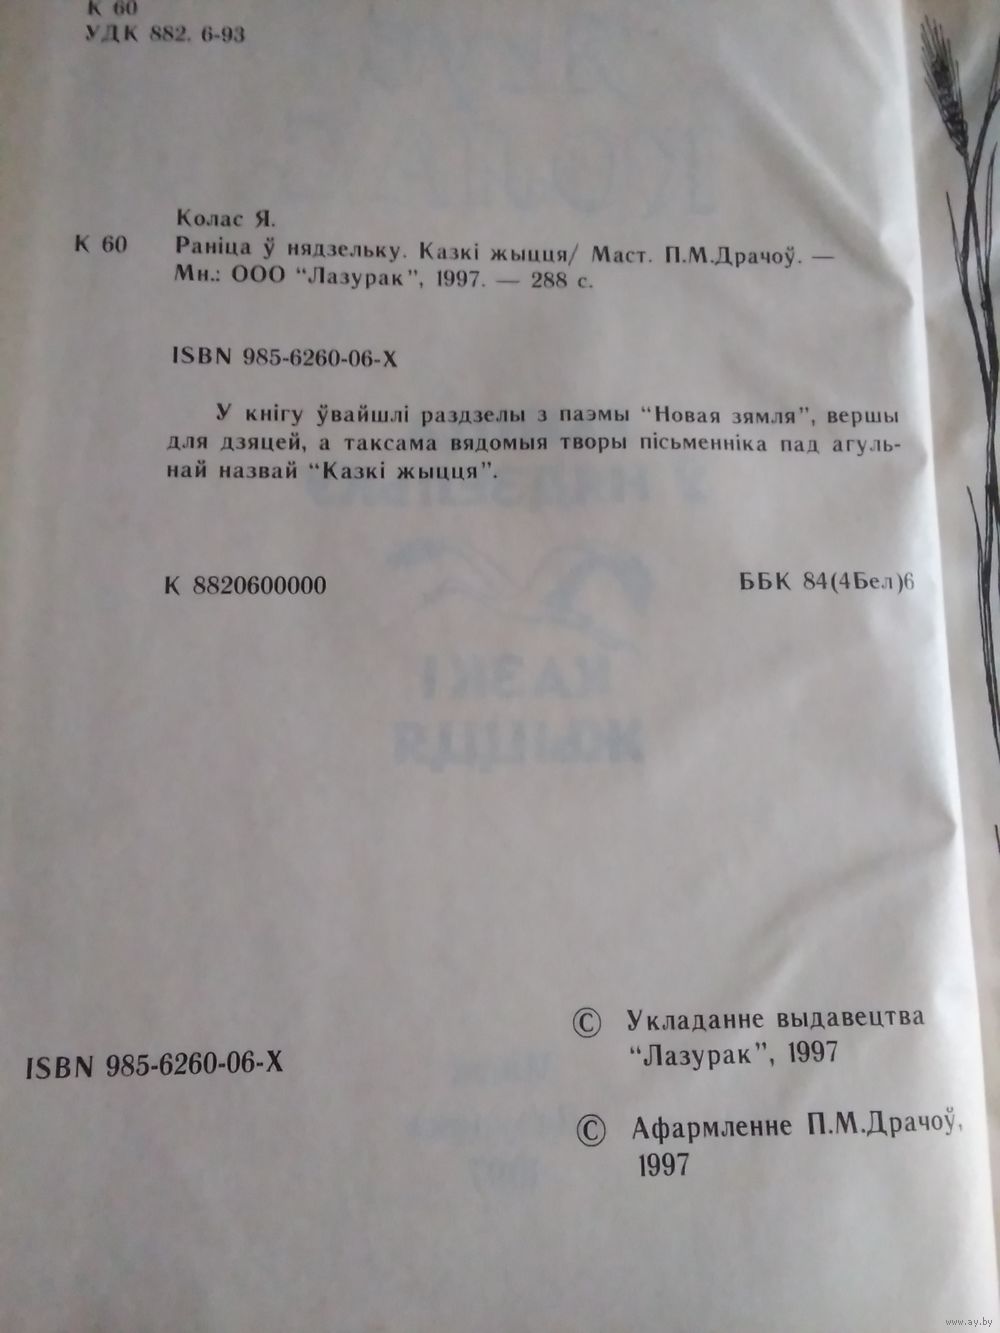 К 60
УДК 882. 6-93
Колас Я.
К 60 Раніца ў нядзельку. Казкі жыцця/ Маст. П.М.Драчоў. —
Мн.: ООО “Лазурак”, 1997. — 288 с.
ISBN 985-6260-06-X
У кнігу ўвайшлі раздзелы з паэмы “Новая зямля”, вершы
для дзяцей, а таксама вядомыя творы пісьменніка пад агуль-
най назвай “Казкі жыцця”.
К 8820600000 ББК 84(4Бел)6
© Укладанне выдавецтва
“Лазурак”, 1997
ISBN 985-6260-06-X
© Афармленне П.М.Драчоў,
1997
www.ay.by